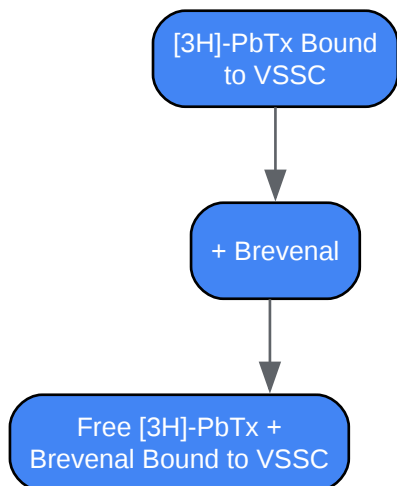 [3H]-PbTx Bound
to VSSC
+ Brevenal
Free [3H]-PbTx +
Brevenal Bound to VSSC